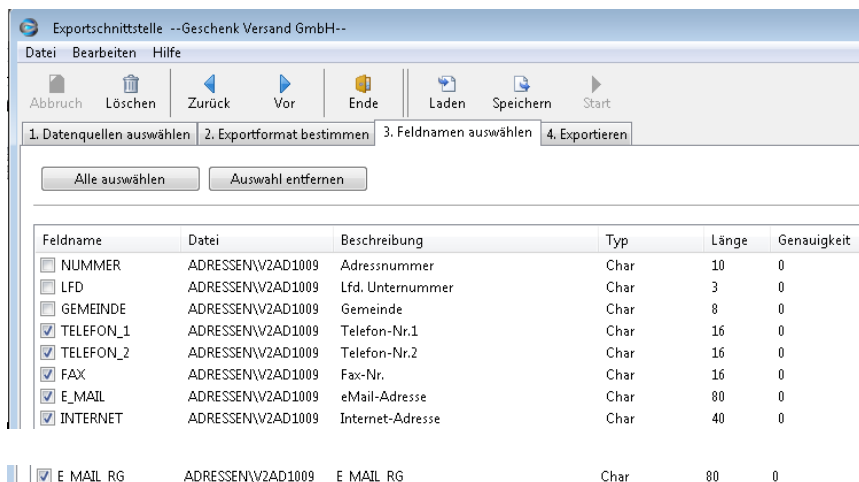 Exportschnittstelle --Geschenk Versand GmbH--
Datei Bearbeiten Hilfe
Abbruch Löschen Zurück Vor Ende Laden Speichern Start
1. Datenquellen auswählen 2. Exportformat bestimmen 3. Feldnamen auswählen 4. Exportieren
Alle auswählen Auswahl entfernen
Feldname Datei Beschreibung Typ Länge Genauigkeit
NUMMER ADRESSEN\V2AD1009 Adressnummer Char 10 0
LFD ADRESSEN\V2AD1009 Lfd. Unternummer Char 3 0
GEMEINDE ADRESSEN\V2AD1009 Gemeinde Char 8 0
TELEFON_1 ADRESSEN\V2AD1009 Telefon-Nr.1 Char 16 0
TELEFON_2 ADRESSEN\V2AD1009 Telefon-Nr.2 Char 16 0
FAX ADRESSEN\V2AD1009 Fax-Nr. Char 16 0
E_MAIL ADRESSEN\V2AD1009 eMail-Adresse Char 80 0
INTERNET ADRESSEN\V2AD1009 Internet-Adresse Char 40 0
E_MAIL_RG ADRESSEN\V2AD1009 E_MAIL_RG Char 80 0